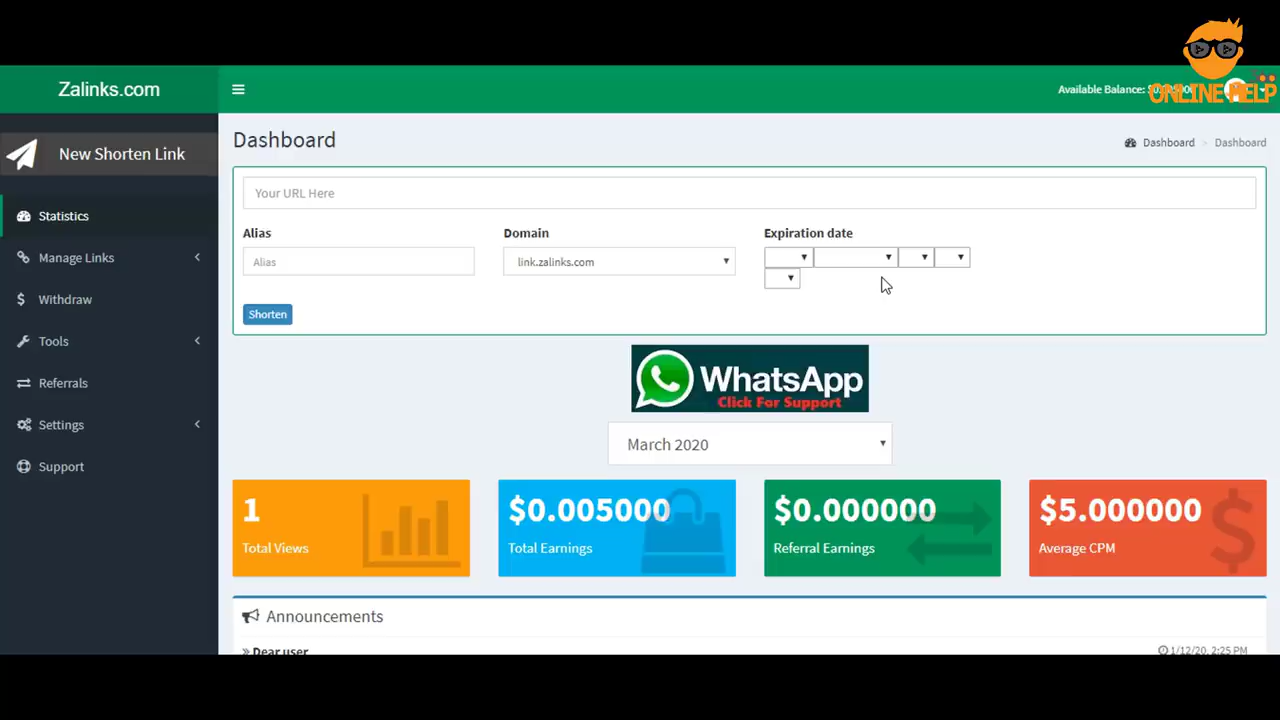 ONLINE HELP
Zalinks.com
Available Balance:
New Shorten Link
Dashboard
Dashboard > Dashboard
Your URL Here
Statistics
Alias
Domain
Expiration date
Manage Links
Alias
link.zalinks.com
Withdraw
Shorten
Tools
WhatsApp
Click For Support
Referrals
Settings
March 2020
Support
1
$0.005000
$0.000000
$5.000000
Total Views
Total Earnings
Referral Earnings
Average CPM
Announcements
» Dear user
1/12/20, 2:25 PM